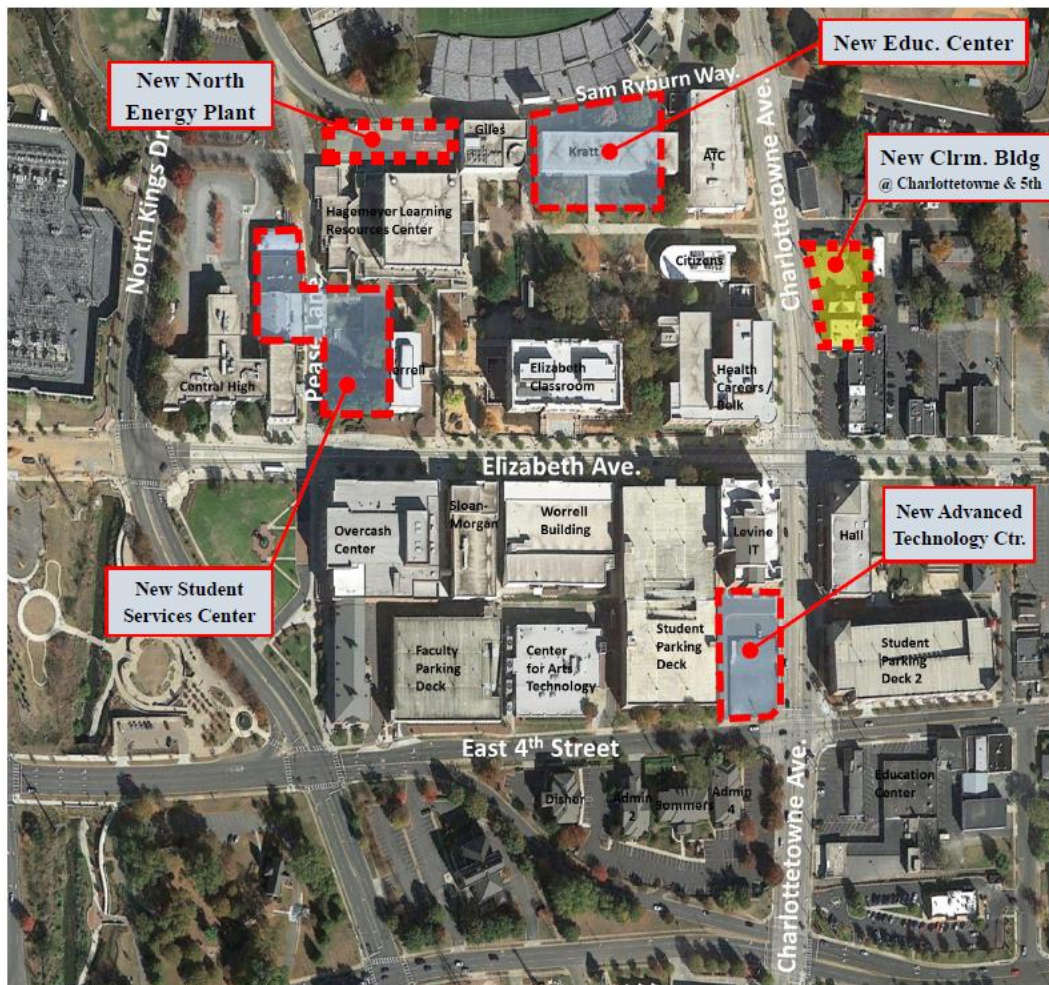 New Educ. Center
New North
Energy Plant
Sam Ryburn Way.
Charlottetowne Ave.
North Kings Dr.
Giles
Kratt
ATC
New Clrm. Bldg
@ Charlottetowne & 5th
Hagemeyer Learning
Resources Center
Citizens
Pease Lane
Central High
Elizabeth
Classroom
Health
Careers /
Belk
Elizabeth Ave.
Overcash
Center
Sloan-
Morgan
Worrell
Building
Levine
IT
Hall
New Advanced
Technology Ctr.
New Student
Services Center
Faculty
Parking
Deck
Center
for Arts
Technology
Student
Parking
Deck
Student
Parking
Deck 2
East 4th Street
Disher
Admin
2
Sommers
Admin
4
Charlottetowne Ave.
Education
Center